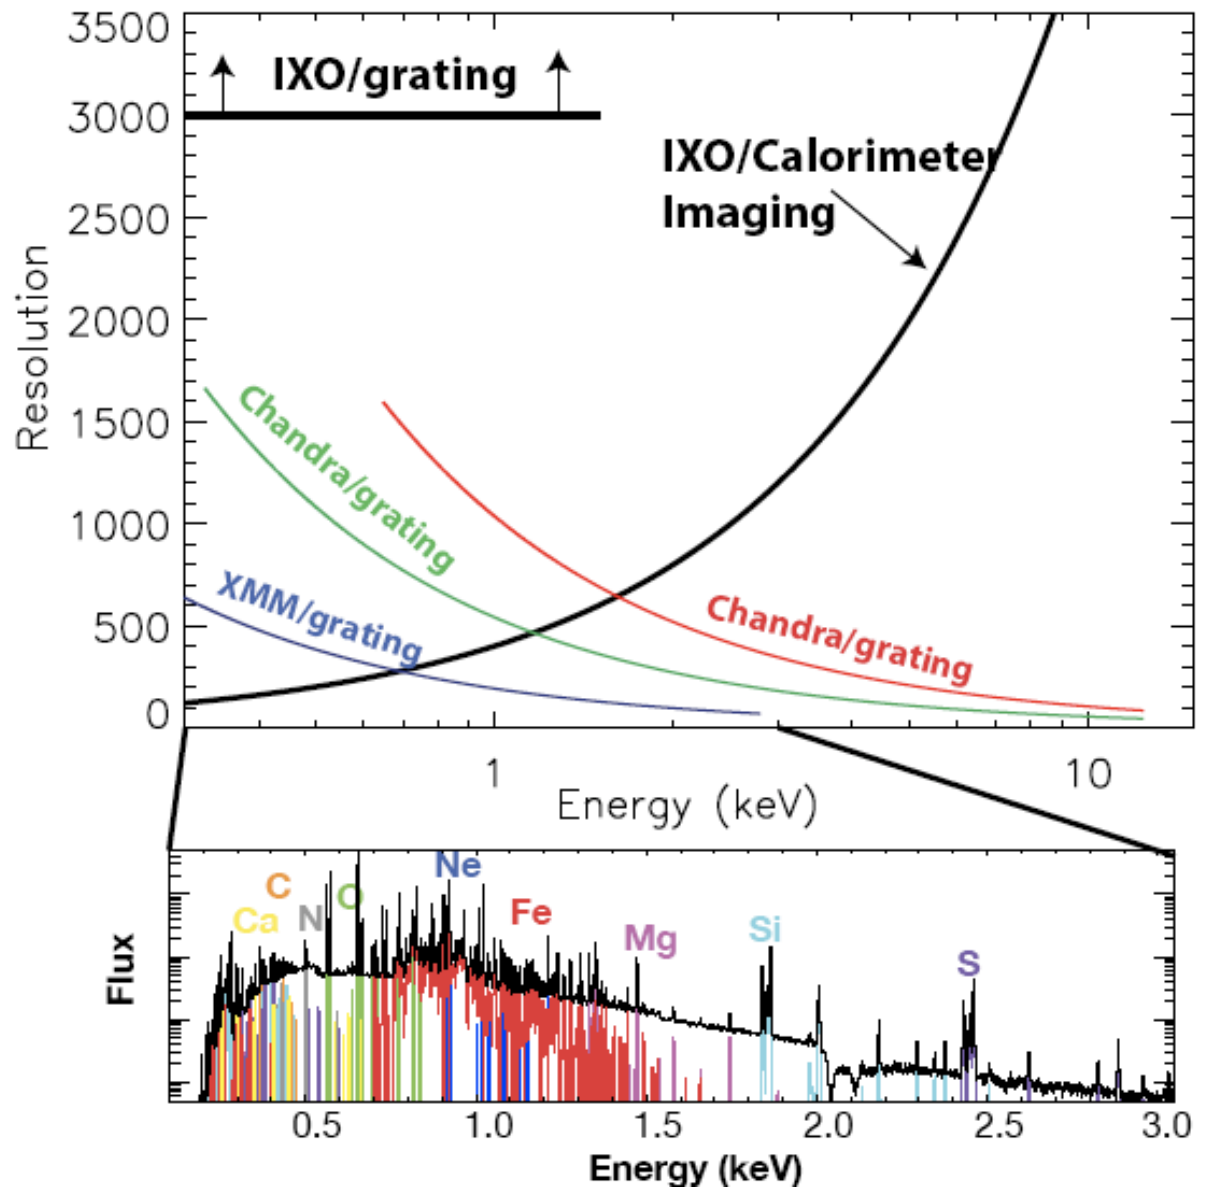 3500
3000
2500
2000
1500
1000
500
0
Resolution
IXO/grating
IXO/Calorimeter
Imaging
Chandra/grating
XMM/grating
Chandra/grating
1
10
Energy (keV)
Flux
Ca
C
N
O
Ne
Fe
Mg
Si
S
0.5
1.0
1.5
2.0
2.5
3.0
Energy (keV)